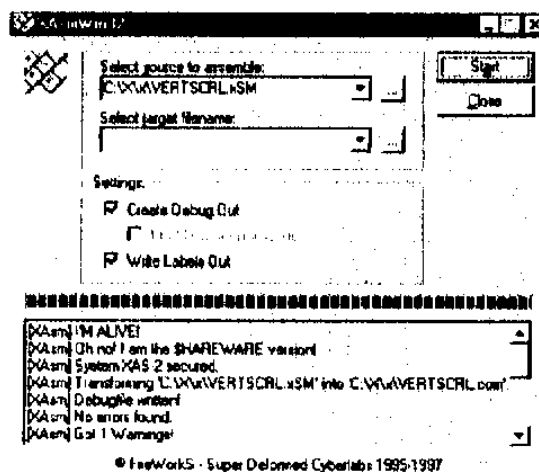 XAsmWin32
Select source to assemble:
C:\X\x\VERTSCRL.xSM
...
Start
Select target filename:
...
Close
Settings:
Create Debug Out
Write Labels Out
[XAsm] I'M ALIVE!
[XAsm] Oh no! I am the $HAREWARE version!
[XAsm] System XAS 2 secured.
[XAsm] Transforming 'C:\X\x\VERTSCRL.xSM' into 'C:\X\x\VERTSCRL.com'.
[XAsm] Debugfile written!
[XAsm] No errors found.
[XAsm] Got 1 Warnings!
© FreeWorkS - Super Deformed Cyberlabs 1995-1997